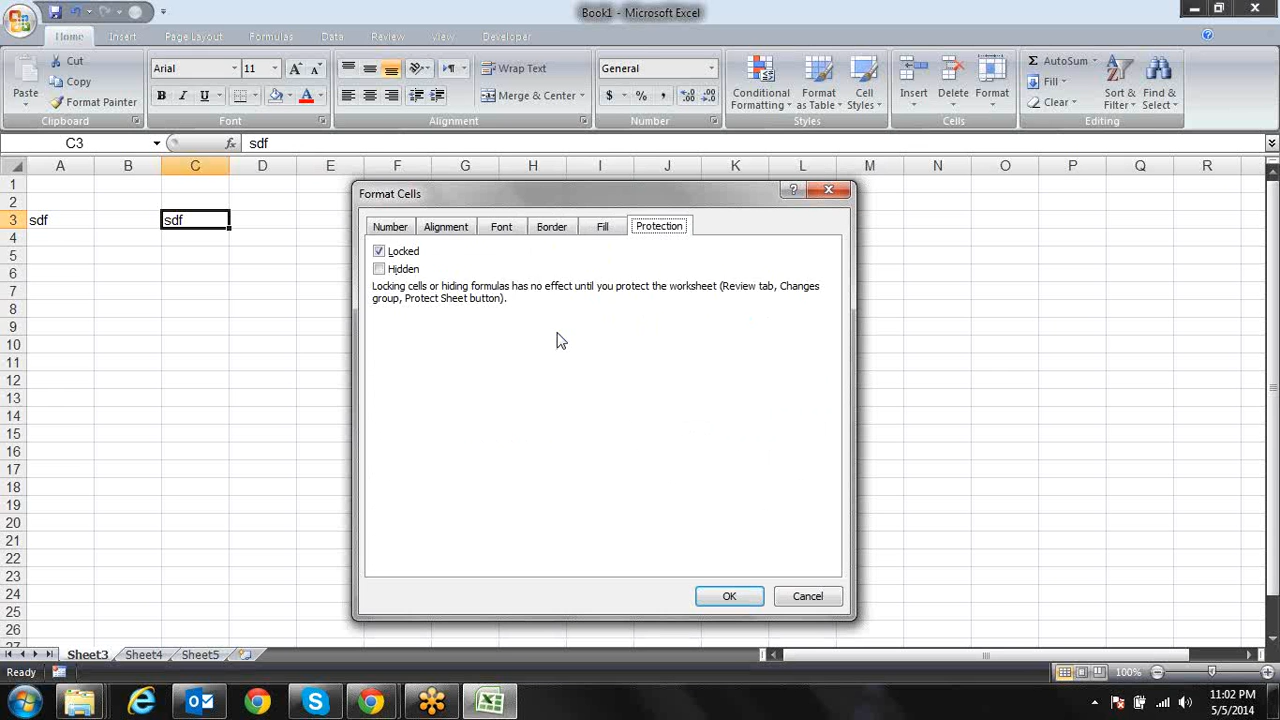 Book1 - Microsoft Excel
Home Insert Page Layout Formulas Data Review View Developer
Paste Cut Copy Format Painter Clipboard
Arial 11 A A B I U A Font
Wrap Text Merge & Center Alignment
General $ % , Number
Conditional Formatting Format as Table Cell Styles Styles
Insert Delete Format Cells
Σ AutoSum Fill Clear Sort & Filter Find & Select Editing
C3 fx sdf
A B C D E F G H I J K L M N O P Q R
1
2
3 sdf sdf
4
5
6
7
8
9
10
11
12
13
14
15
16
17
18
19
20
21
22
23
24
25
26
27
Format Cells
Number Alignment Font Border Fill Protection
Locked
Hidden
Locking cells or hiding formulas has no effect until you protect the worksheet (Review tab, Changes
group, Protect Sheet button).
OK Cancel
Sheet3 Sheet4 Sheet5
Ready 100%
11:02 PM
5/5/2014